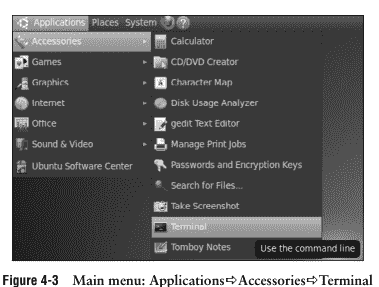 Applications Places System
Accessories
Games
Graphics
Internet
Office
Sound & Video
Ubuntu Software Center
Calculator
CD/DVD Creator
Character Map
Disk Usage Analyzer
gedit Text Editor
Manage Print Jobs
Passwords and Encryption Keys
Search for Files...
Take Screenshot
Terminal
Tomboy Notes
Use the command line
Figure 4-3 Main menu: Applications⇨Accessories⇨Terminal